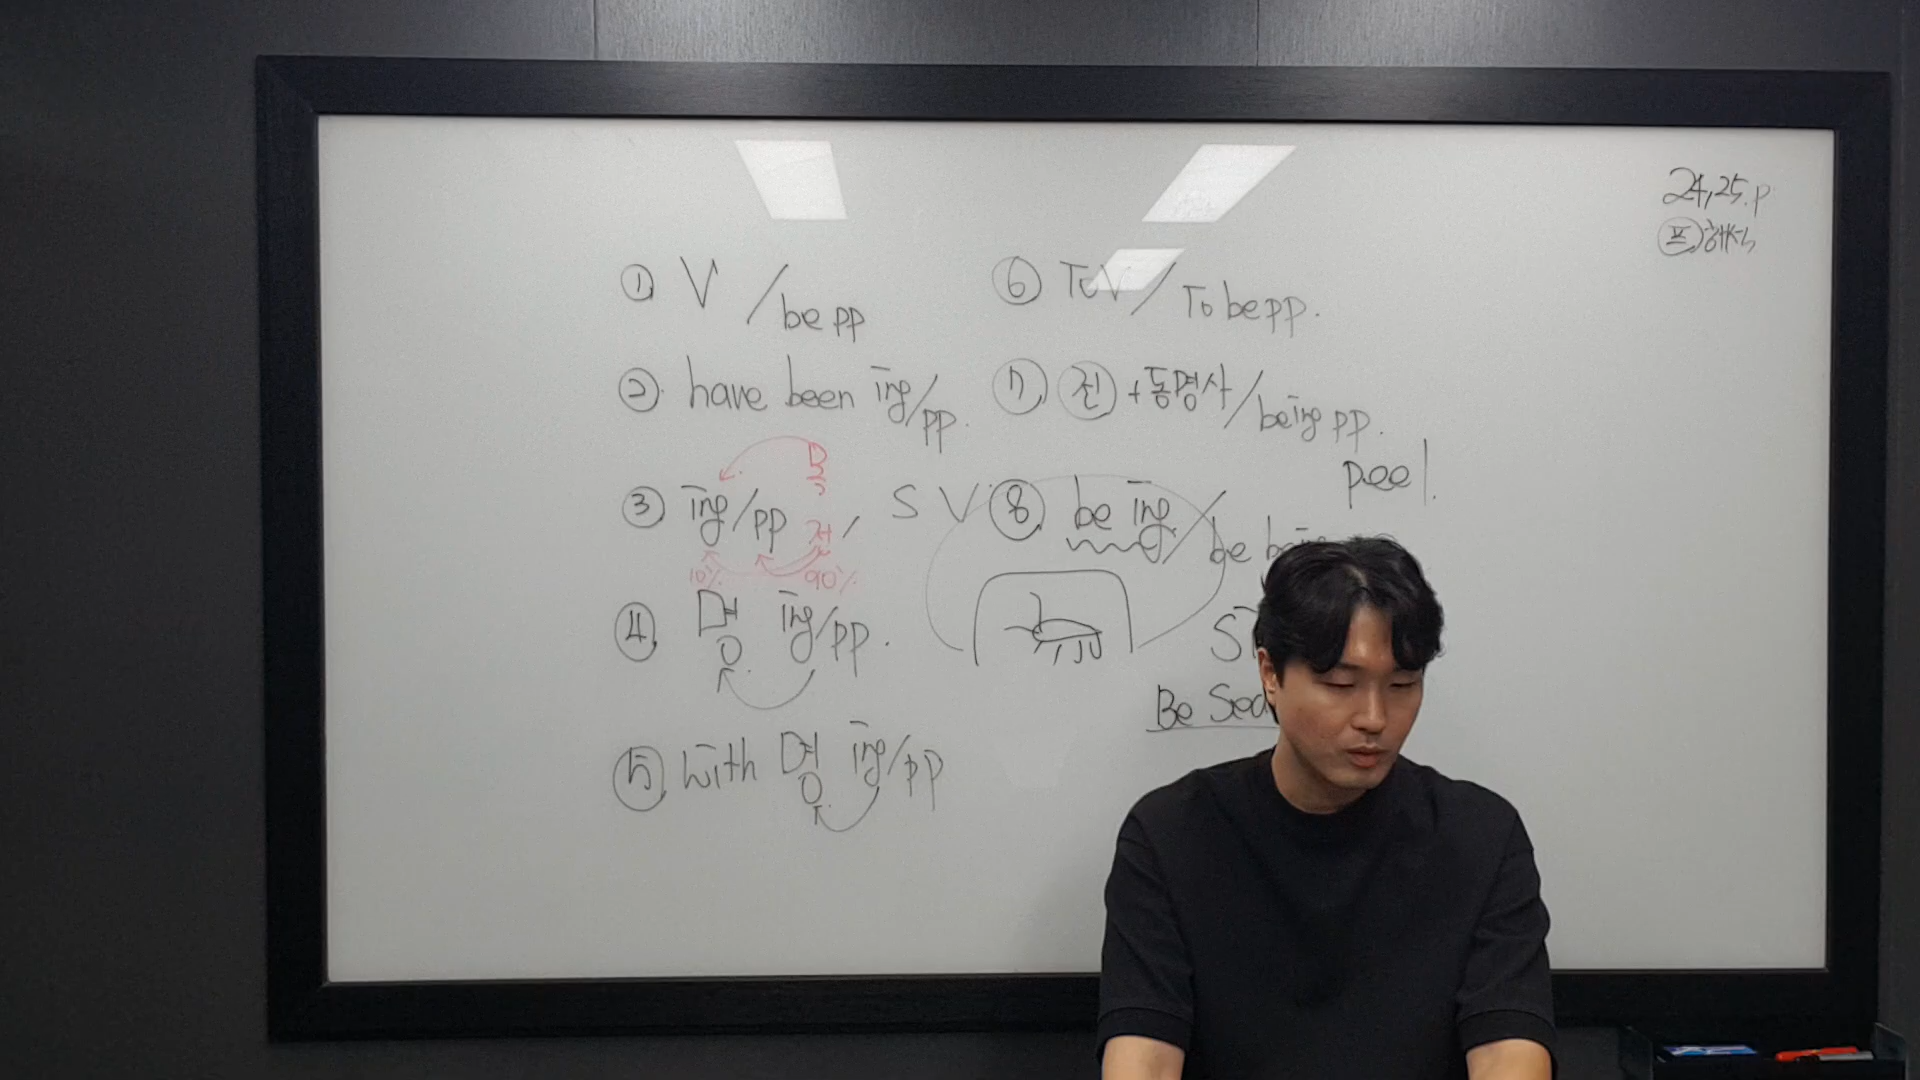 24, 25.p
프
① V / be pp
② have been ing/pp.
③ ing/pp / S V
10% 90%
④ 명 ing/pp.
⑤ with 명 ing/pp
⑥ To V / To be pp.
⑦ 전 + 동명사 / being pp.
peel.
⑧ be ing / be
Be